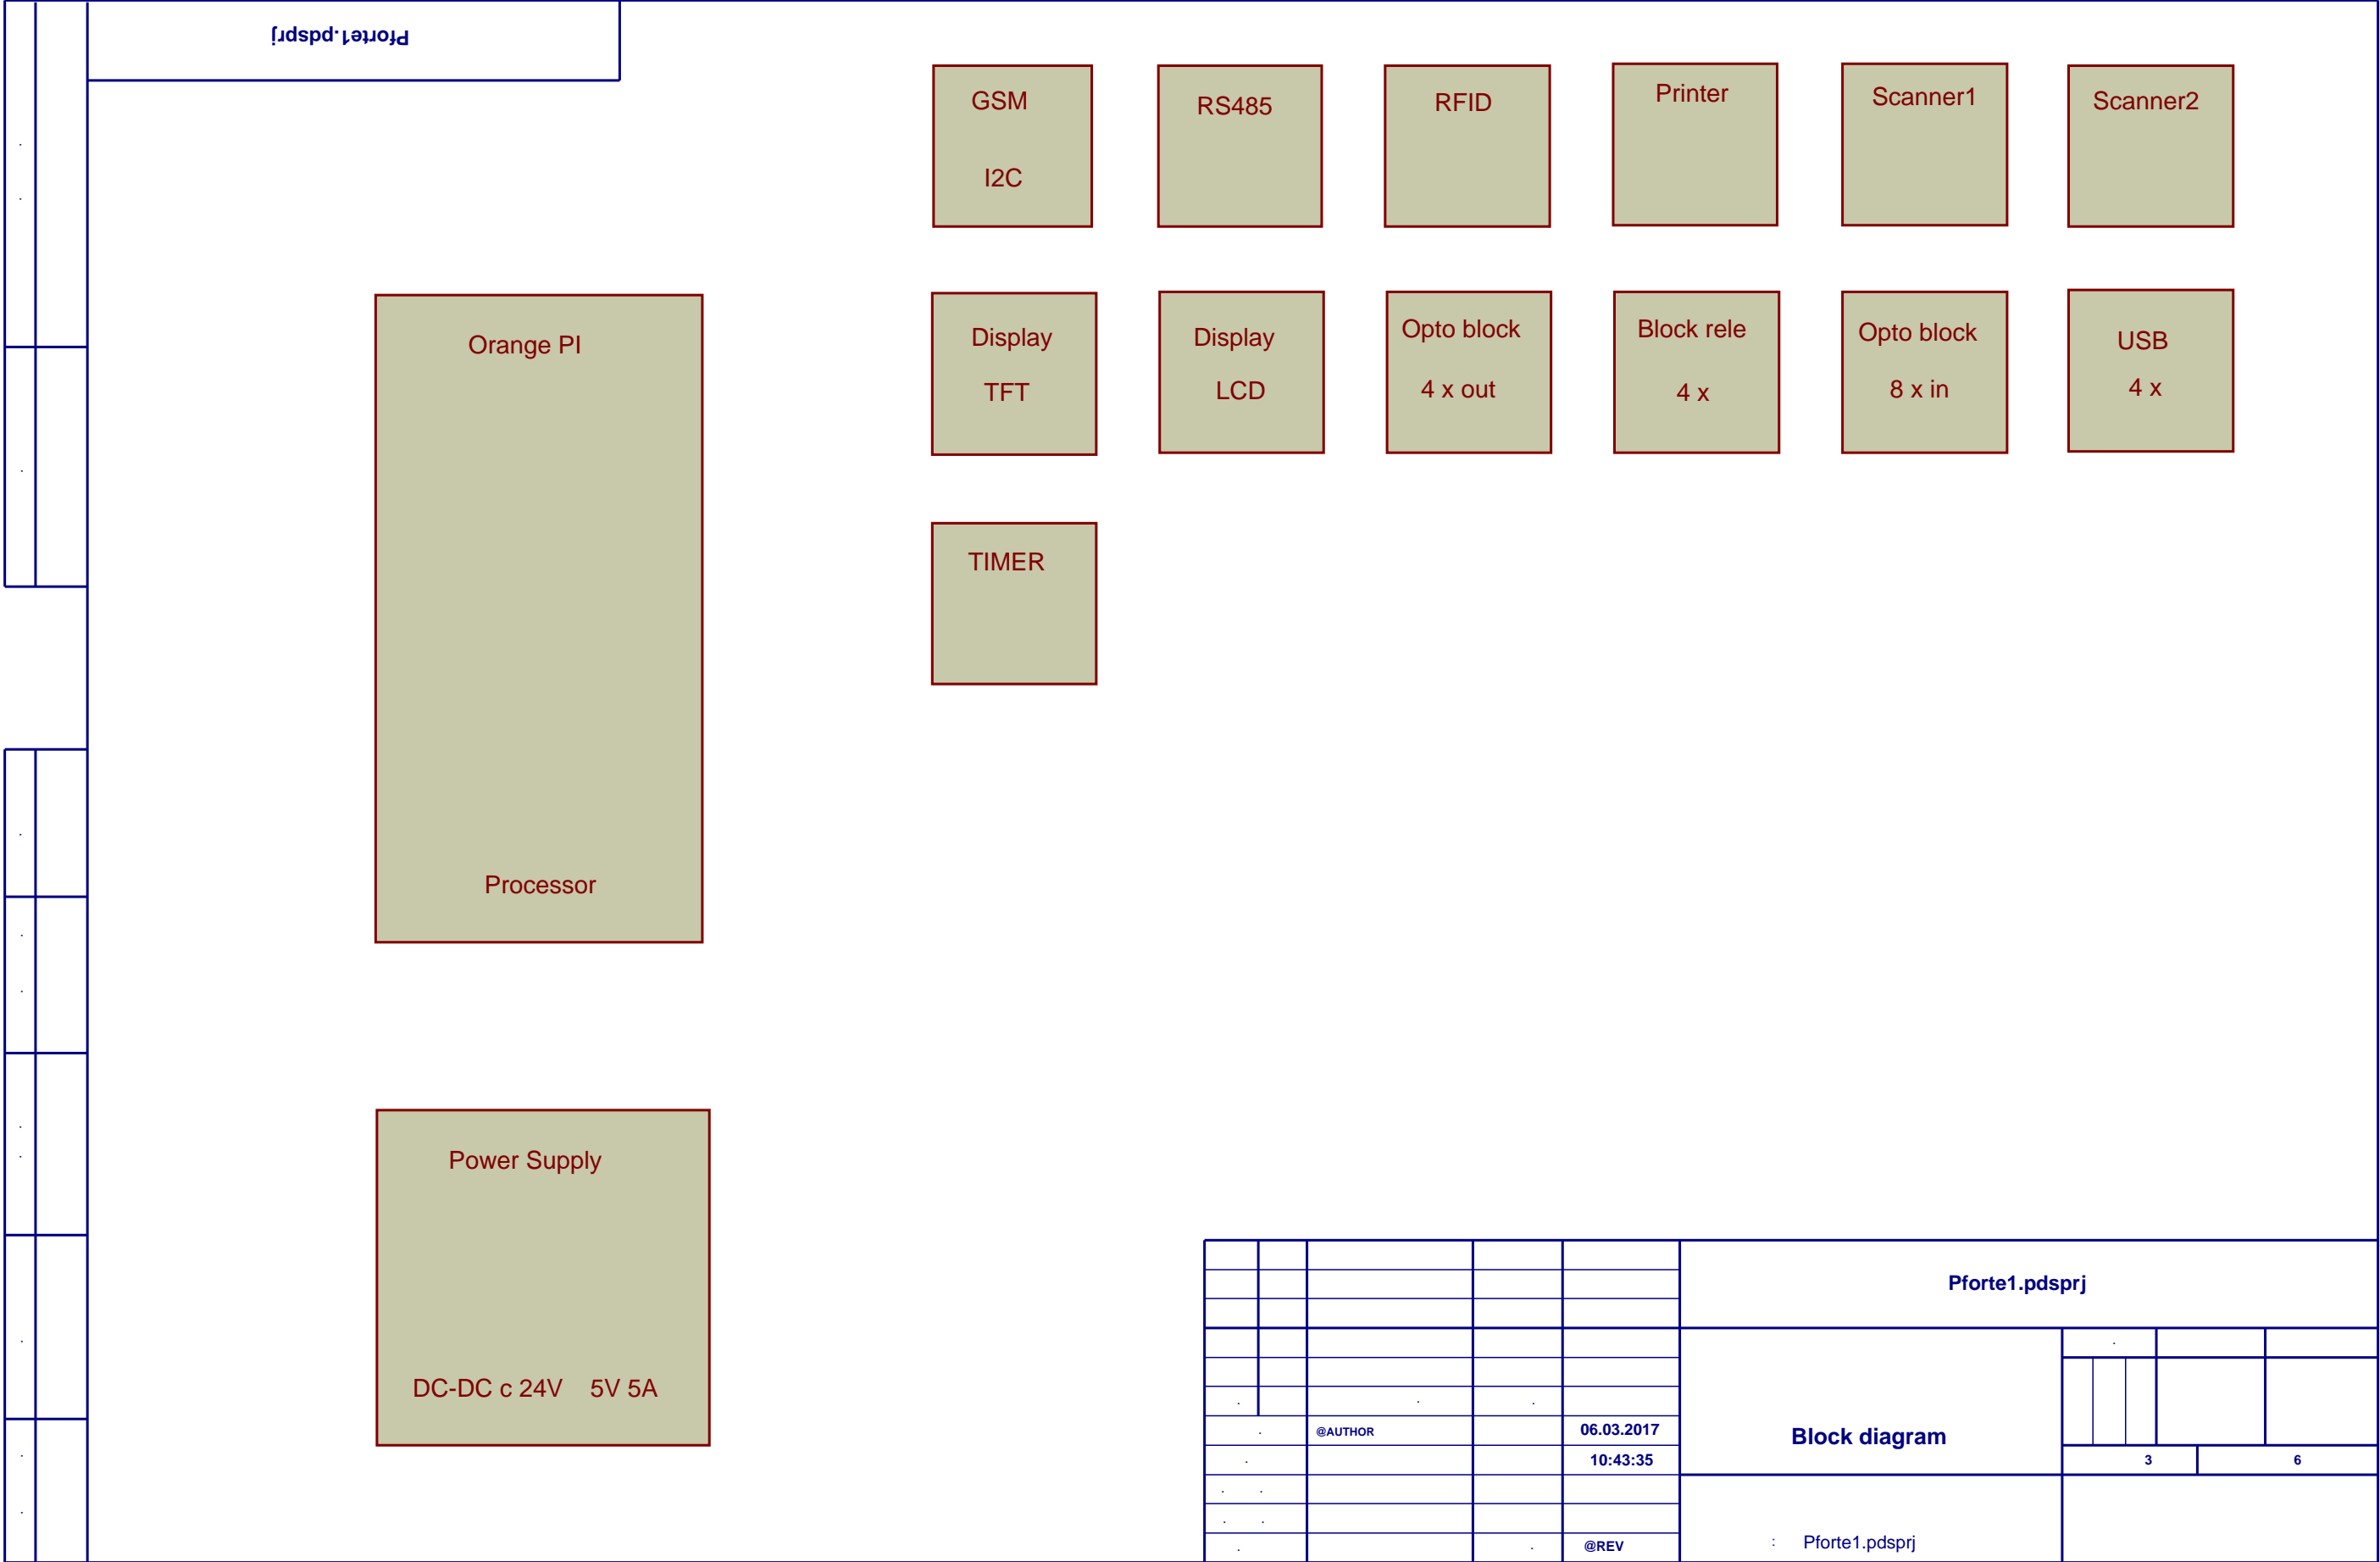 Pforte1.pdsprj
GSM
I2C
RS485
RFID
Printer
Scanner1
Scanner2
Orange PI
Processor
Display
TFT
Display
LCD
Opto block
4 x out
Block rele
4 x
Opto block
8 x in
USB
4 x
TIMER
Power Supply
DC-DC c 24V 5V 5A
Pforte1.pdsprj
@AUTHOR
06.03.2017
10:43:35
@REV
Block diagram
3
6
: Pforte1.pdsprj